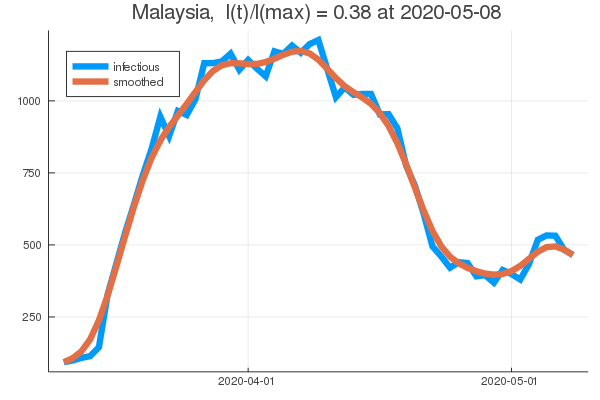 Malaysia,  I(t)/I(max) = 0.38 at 2020-05-08
infectious
smoothed
1000
750
500
250
2020-04-01
2020-05-01